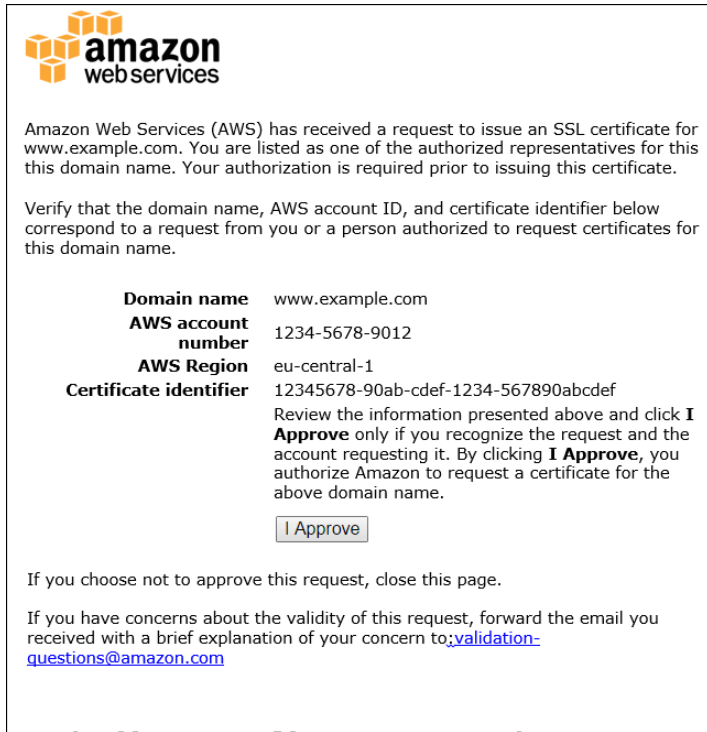 amazon
web services
Amazon Web Services (AWS) has received a request to issue an SSL certificate for
www.example.com. You are listed as one of the authorized representatives for this
this domain name. Your authorization is required prior to issuing this certificate.
Verify that the domain name, AWS account ID, and certificate identifier below
correspond to a request from you or a person authorized to request certificates for
this domain name.
Domain name www.example.com
AWS account
number 1234-5678-9012
AWS Region eu-central-1
Certificate identifier 12345678-90ab-cdef-1234-567890abcdef
Review the information presented above and click I
Approve only if you recognize the request and the
account requesting it. By clicking I Approve, you
authorize Amazon to request a certificate for the
above domain name.
I Approve
If you choose not to approve this request, close this page.
If you have concerns about the validity of this request, forward the email you
received with a brief explanation of your concern to:validation-
questions@amazon.com